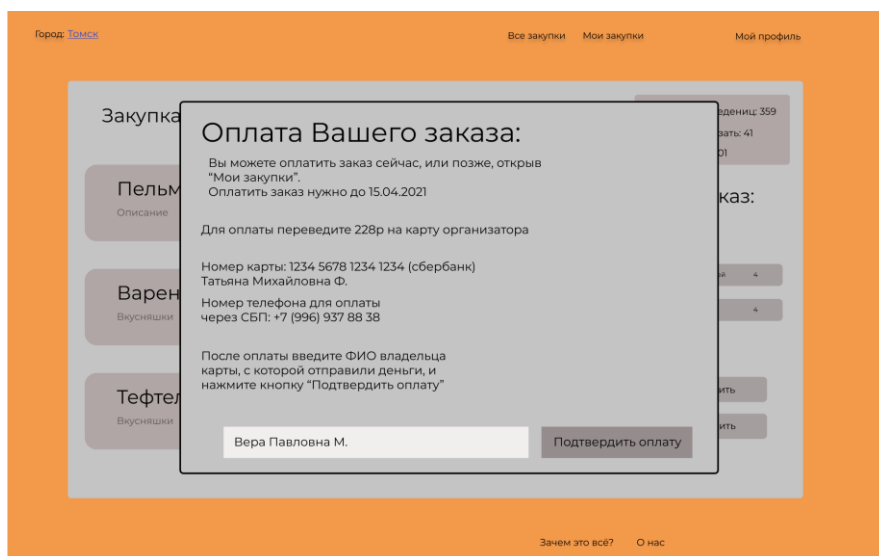 Город: Томск
Все закупки
Мои закупки
Мой профиль
Закупка
359
41
Оплата Вашего заказа:
Вы можете оплатить заказ сейчас, или позже, открыв
“Мои закупки”.
Оплатить заказ нужно до 15.04.2021
Для оплаты переведите 228р на карту организатора
Номер карты: 1234 5678 1234 1234 (сбербанк)
Татьяна Михайловна Ф.
Номер телефона для оплаты
через СБП: +7 (996) 937 88 38
После оплаты введите ФИО владельца
карты, с которой отправили деньги, и
нажмите кнопку “Подтвердить оплату”
Вера Павловна М.
Подтвердить оплату
Пельм
Описание
Варен
Вкусняшки
Тефтел
Вкусняшки
каз:
4
4
ить
ить
Зачем это всё?
О нас